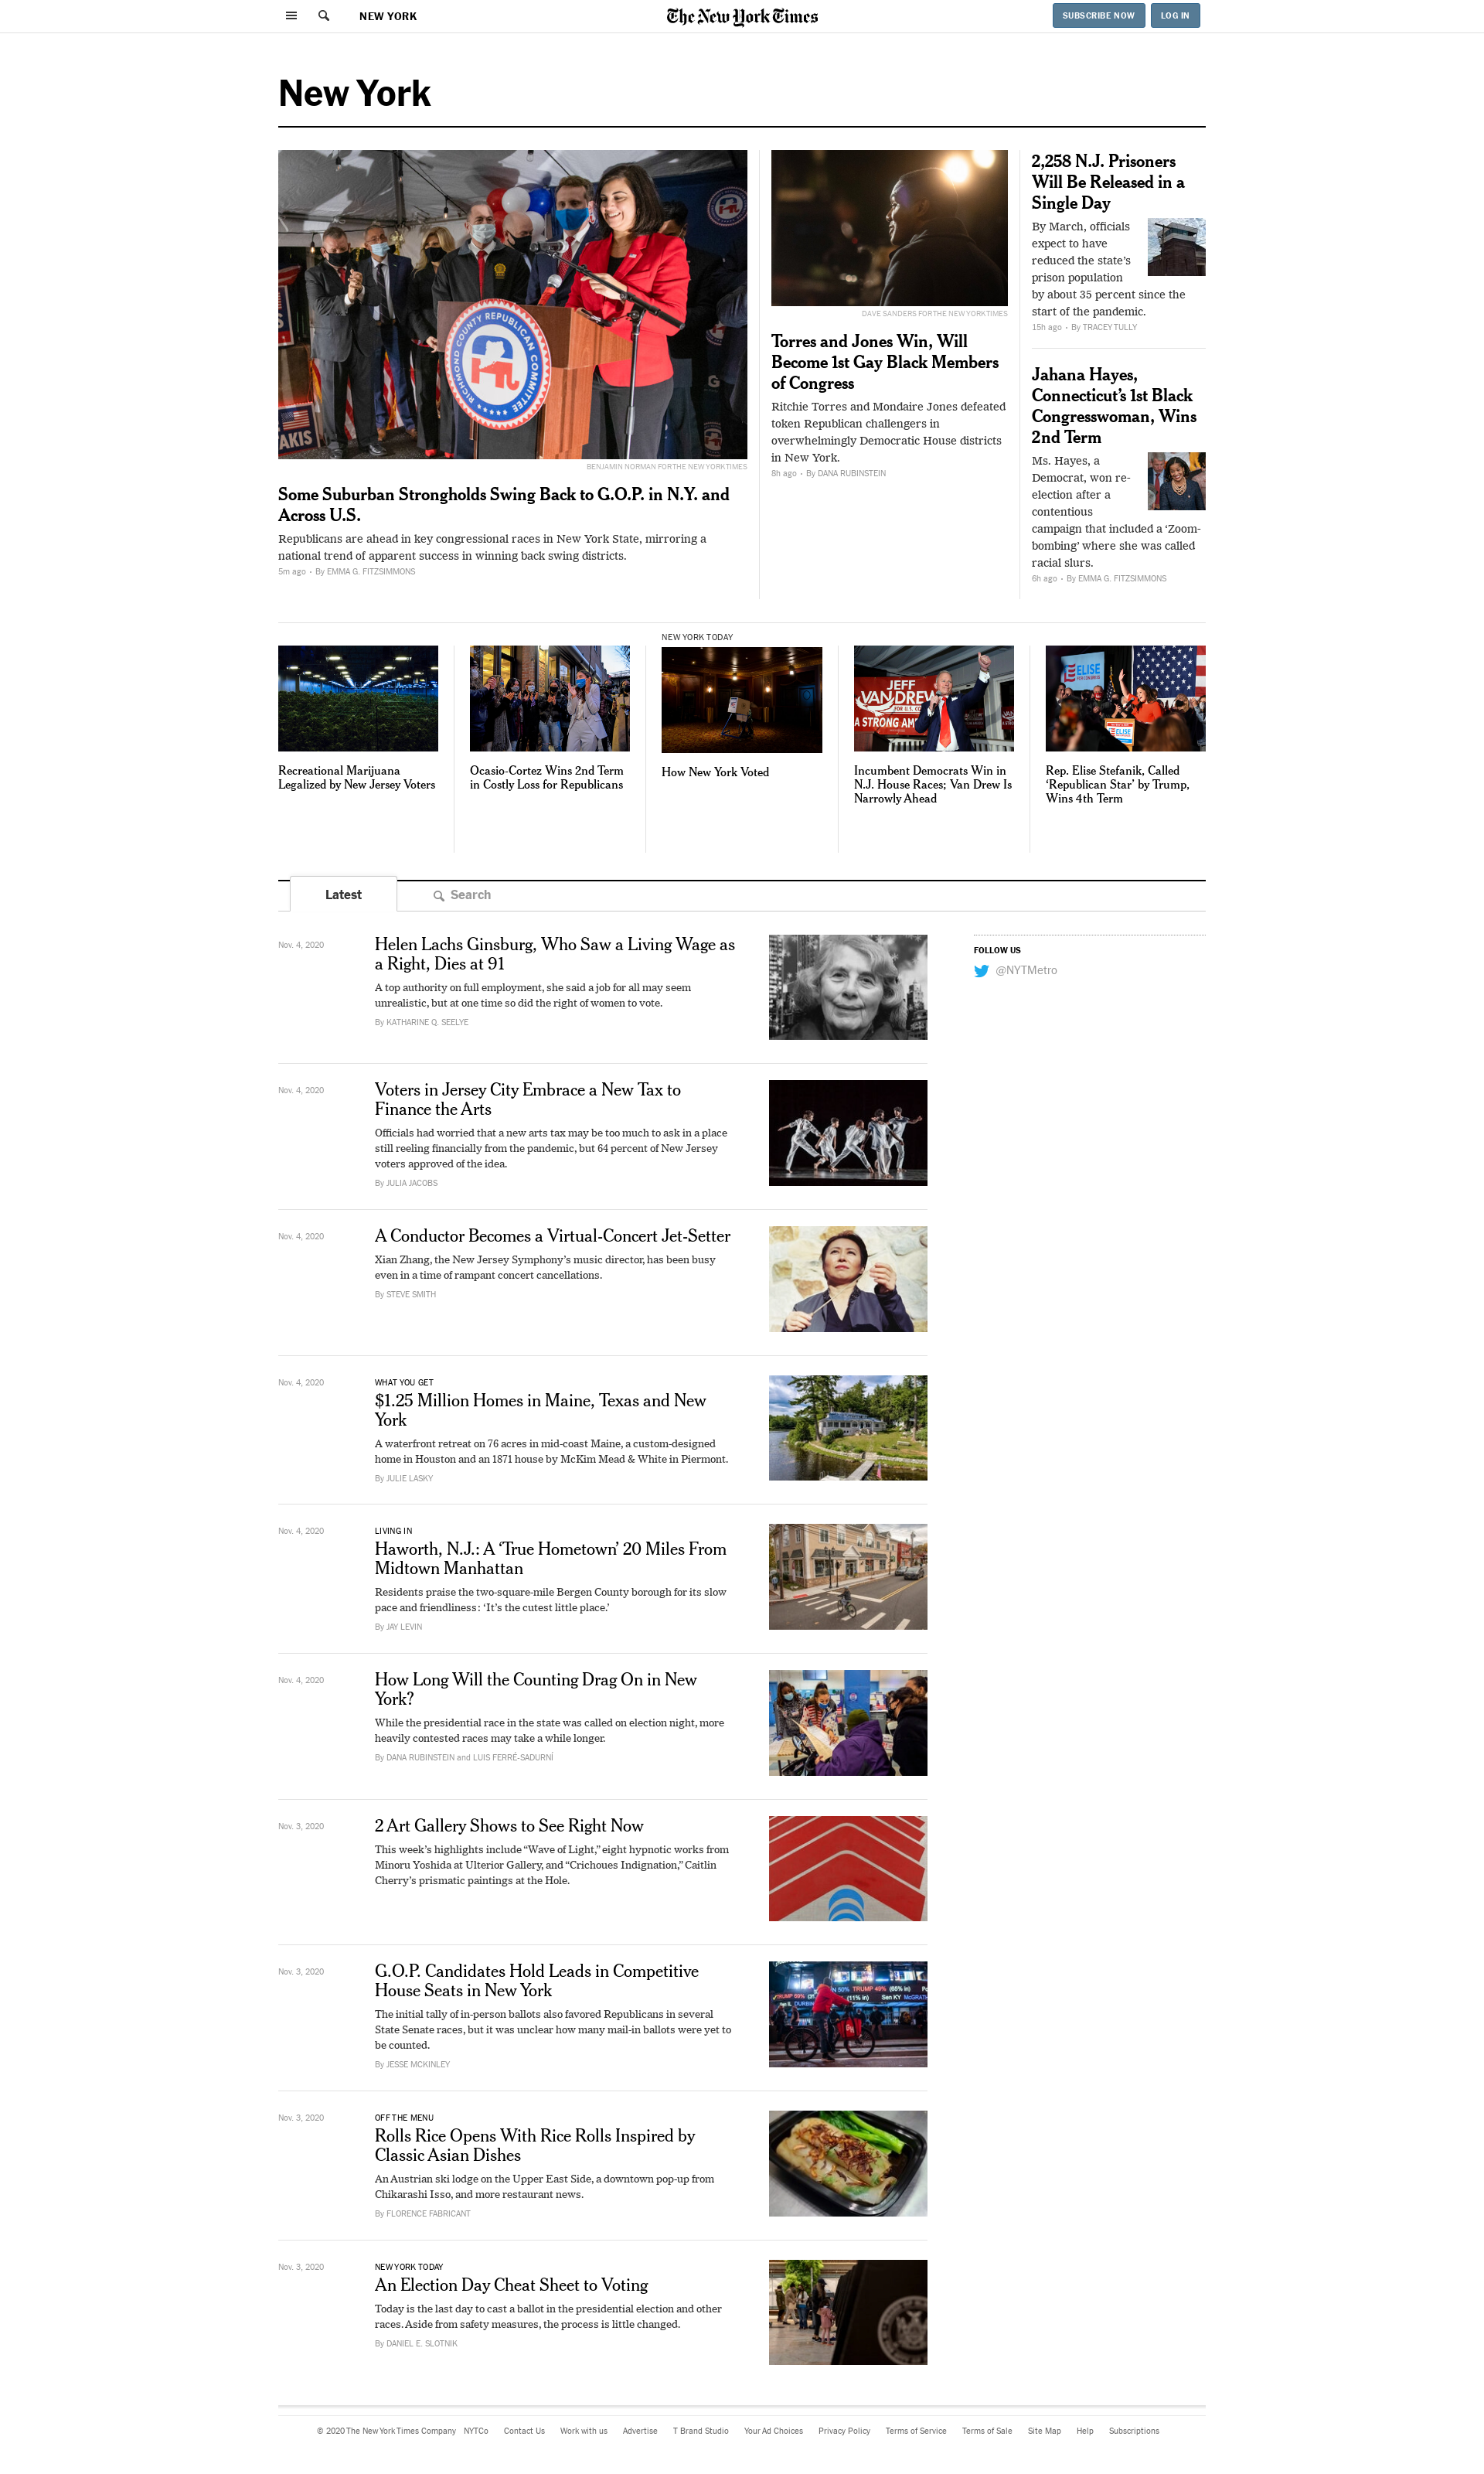 NEW YORK
The New York Times
SUBSCRIBE NOW
LOG IN
New York
BENJAMIN NORMAN FOR THE NEW YORK TIMES
Some Suburban Strongholds Swing Back to G.O.P. in N.Y. and
Across U.S.
Republicans are ahead in key congressional races in New York State, mirroring a
national trend of apparent success in winning back swing districts.
5m ago • By EMMA G. FITZSIMMONS
DAVE SANDERS FOR THE NEW YORK TIMES
Torres and Jones Win, Will
Become 1st Gay Black Members
of Congress
Ritchie Torres and Mondaire Jones defeated
token Republican challengers in
overwhelmingly Democratic House districts
in New York.
8h ago • By DANA RUBINSTEIN
2,258 N.J. Prisoners
Will Be Released in a
Single Day
By March, officials
expect to have
reduced the state’s
prison population
by about 35 percent since the
start of the pandemic.
15h ago • By TRACEY TULLY
Jahana Hayes,
Connecticut’s 1st Black
Congresswoman, Wins
2nd Term
Ms. Hayes, a
Democrat, won re-
election after a
contentious
campaign that included a ‘Zoom-
bombing’ where she was called
racial slurs.
6h ago • By EMMA G. FITZSIMMONS
Recreational Marijuana
Legalized by New Jersey Voters
Ocasio-Cortez Wins 2nd Term
in Costly Loss for Republicans
NEW YORK TODAY
How New York Voted
JEFF
VAN DREW
FOR U.S.
A STRONG
Incumbent Democrats Win in
N.J. House Races; Van Drew Is
Narrowly Ahead
ELISE
ELISE
Rep. Elise Stefanik, Called
‘Republican Star’ by Trump,
Wins 4th Term
Latest
Search
Nov. 4, 2020
Helen Lachs Ginsburg, Who Saw a Living Wage as
a Right, Dies at 91
A top authority on full employment, she said a job for all may seem
unrealistic, but at one time so did the right of women to vote.
By KATHARINE Q. SEELYE
FOLLOW US
@NYTMetro
Nov. 4, 2020
Voters in Jersey City Embrace a New Tax to
Finance the Arts
Officials had worried that a new arts tax may be too much to ask in a place
still reeling financially from the pandemic, but 64 percent of New Jersey
voters approved of the idea.
By JULIA JACOBS
Nov. 4, 2020
A Conductor Becomes a Virtual-Concert Jet-Setter
Xian Zhang, the New Jersey Symphony’s music director, has been busy
even in a time of rampant concert cancellations.
By STEVE SMITH
Nov. 4, 2020
WHAT YOU GET
$1.25 Million Homes in Maine, Texas and New
York
A waterfront retreat on 76 acres in mid-coast Maine, a custom-designed
home in Houston and an 1871 house by McKim Mead & White in Piermont.
By JULIE LASKY
Nov. 4, 2020
LIVING IN
Haworth, N.J.: A ‘True Hometown’ 20 Miles From
Midtown Manhattan
Residents praise the two-square-mile Bergen County borough for its slow
pace and friendliness: ‘It’s the cutest little place.’
By JAY LEVIN
Nov. 4, 2020
How Long Will the Counting Drag On in New
York?
While the presidential race in the state was called on election night, more
heavily contested races may take a while longer.
By DANA RUBINSTEIN and LUIS FERRÉ-SADURNÍ
Nov. 3, 2020
2 Art Gallery Shows to See Right Now
This week’s highlights include “Wave of Light,” eight hypnotic works from
Minoru Yoshida at Ulterior Gallery, and “Crichoues Indignation,” Caitlin
Cherry’s prismatic paintings at the Hole.
Nov. 3, 2020
G.O.P. Candidates Hold Leads in Competitive
House Seats in New York
The initial tally of in-person ballots also favored Republicans in several
State Senate races, but it was unclear how many mail-in ballots were yet to
be counted.
By JESSE MCKINLEY
Nov. 3, 2020
OFF THE MENU
Rolls Rice Opens With Rice Rolls Inspired by
Classic Asian Dishes
An Austrian ski lodge on the Upper East Side, a downtown pop-up from
Chikarashi Isso, and more restaurant news.
By FLORENCE FABRICANT
Nov. 3, 2020
NEW YORK TODAY
An Election Day Cheat Sheet to Voting
Today is the last day to cast a ballot in the presidential election and other
races. Aside from safety measures, the process is little changed.
By DANIEL E. SLOTNIK
© 2020 The New York Times Company NYTCo Contact Us Work with us Advertise T Brand Studio Your Ad Choices Privacy Policy Terms of Service Terms of Sale Site Map Help Subscriptions